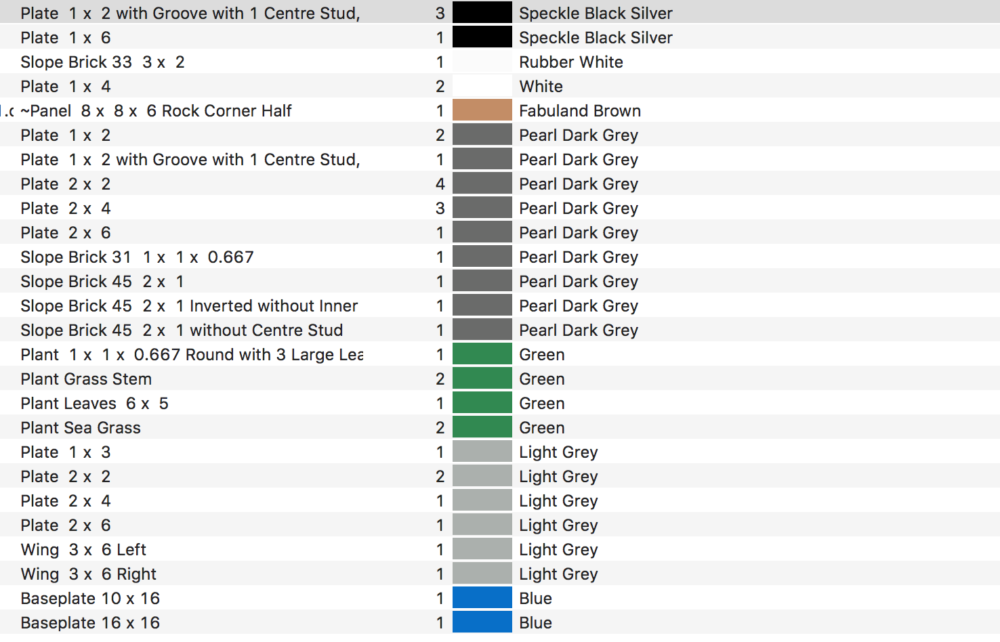 Plate 1 x 2 with Groove with 1 Centre Stud, 3 Speckle Black Silver
Plate 1 x 6 1 Speckle Black Silver
Slope Brick 33 3 x 2 1 Rubber White
Plate 1 x 4 2 White
~Panel 8 x 8 x 6 Rock Corner Half 1 Fabuland Brown
Plate 1 x 2 2 Pearl Dark Grey
Plate 1 x 2 with Groove with 1 Centre Stud, 1 Pearl Dark Grey
Plate 2 x 2 4 Pearl Dark Grey
Plate 2 x 4 3 Pearl Dark Grey
Plate 2 x 6 1 Pearl Dark Grey
Slope Brick 31 1 x 1 x 0.667 1 Pearl Dark Grey
Slope Brick 45 2 x 1 1 Pearl Dark Grey
Slope Brick 45 2 x 1 Inverted without Inner 1 Pearl Dark Grey
Slope Brick 45 2 x 1 without Centre Stud 1 Pearl Dark Grey
Plant 1 x 1 x 0.667 Round with 3 Large Lea 1 Green
Plant Grass Stem 2 Green
Plant Leaves 6 x 5 1 Green
Plant Sea Grass 2 Green
Plate 1 x 3 1 Light Grey
Plate 2 x 2 2 Light Grey
Plate 2 x 4 1 Light Grey
Plate 2 x 6 1 Light Grey
Wing 3 x 6 Left 1 Light Grey
Wing 3 x 6 Right 1 Light Grey
Baseplate 10 x 16 1 Blue
Baseplate 16 x 16 1 Blue